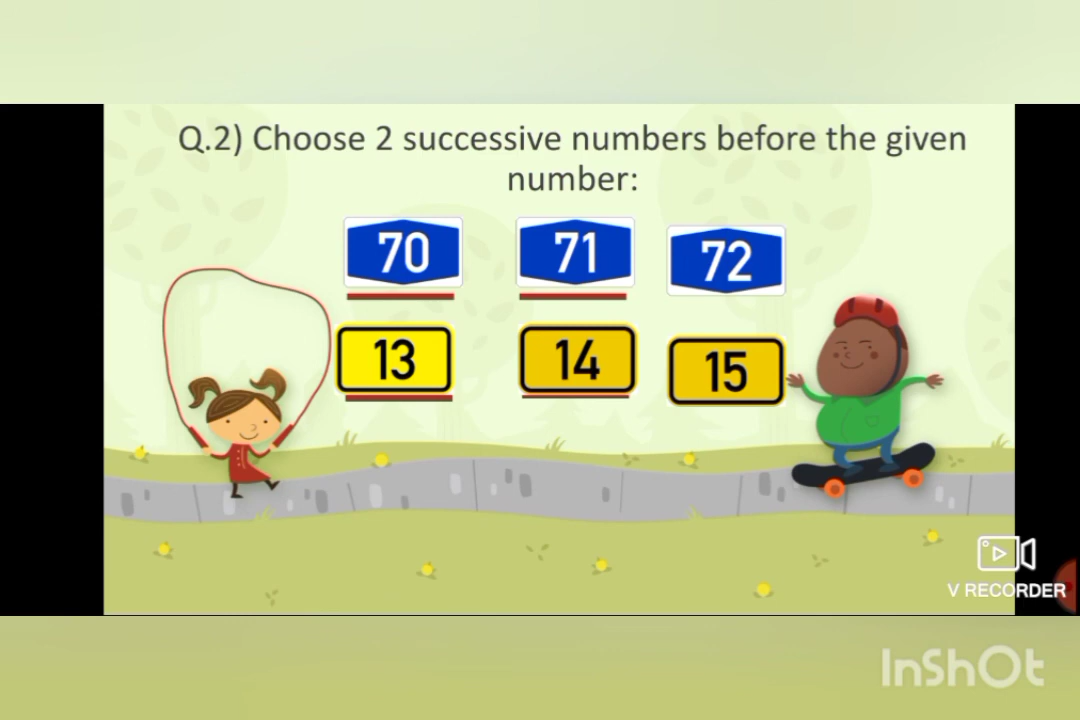 Q.2) Choose 2 successive numbers before the given
number:
70 71 72
13 14 15
V RECORDER
InShOt